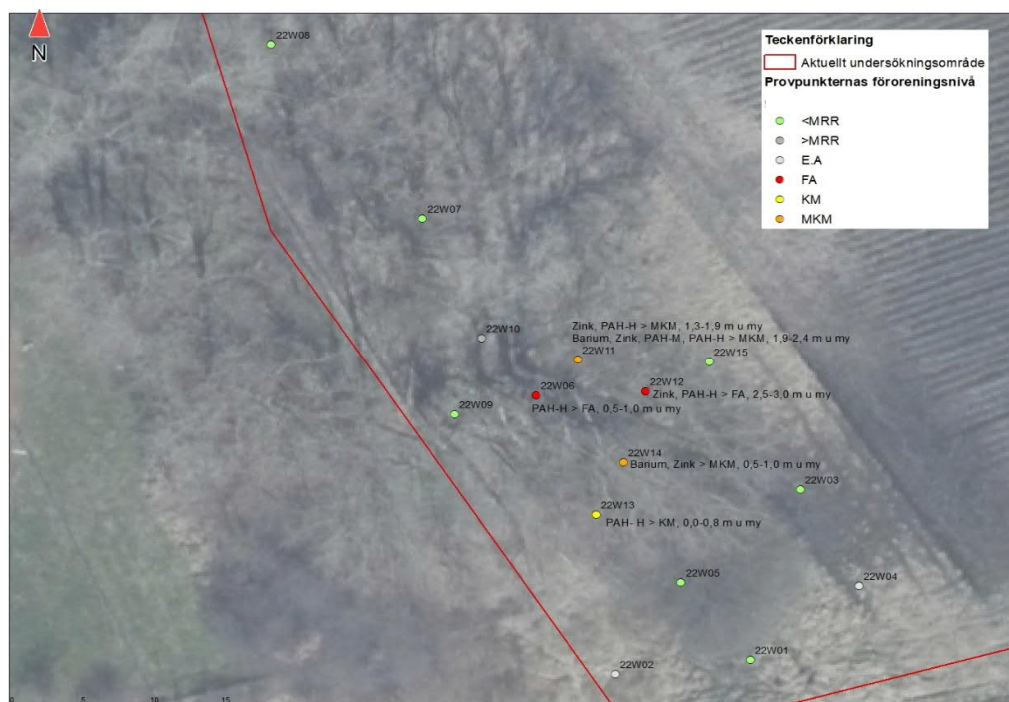 N
22W08
Teckenförklaring
Aktuellt undersökningsområde
Provpunkternas föroreningsnivå
<MRR
>MRR
E.A
FA
KM
MKM
22W07
22W10
Zink, PAH-H > MKM, 1,3-1,9 m u my
Barium, Zink, PAH-M, PAH-H > MKM, 1,9-2,4 m u my
22W11
22W15
22W06
PAH-H > FA, 0,5-1,0 m u my
22W12
Zink, PAH-H > FA, 2,5-3,0 m u my
22W09
22W14
Barium, Zink > MKM, 0,5-1,0 m u my
22W03
22W13
PAH- H > KM, 0,0-0,8 m u my
22W05
22W04
22W01
22W02
0 5 10 15